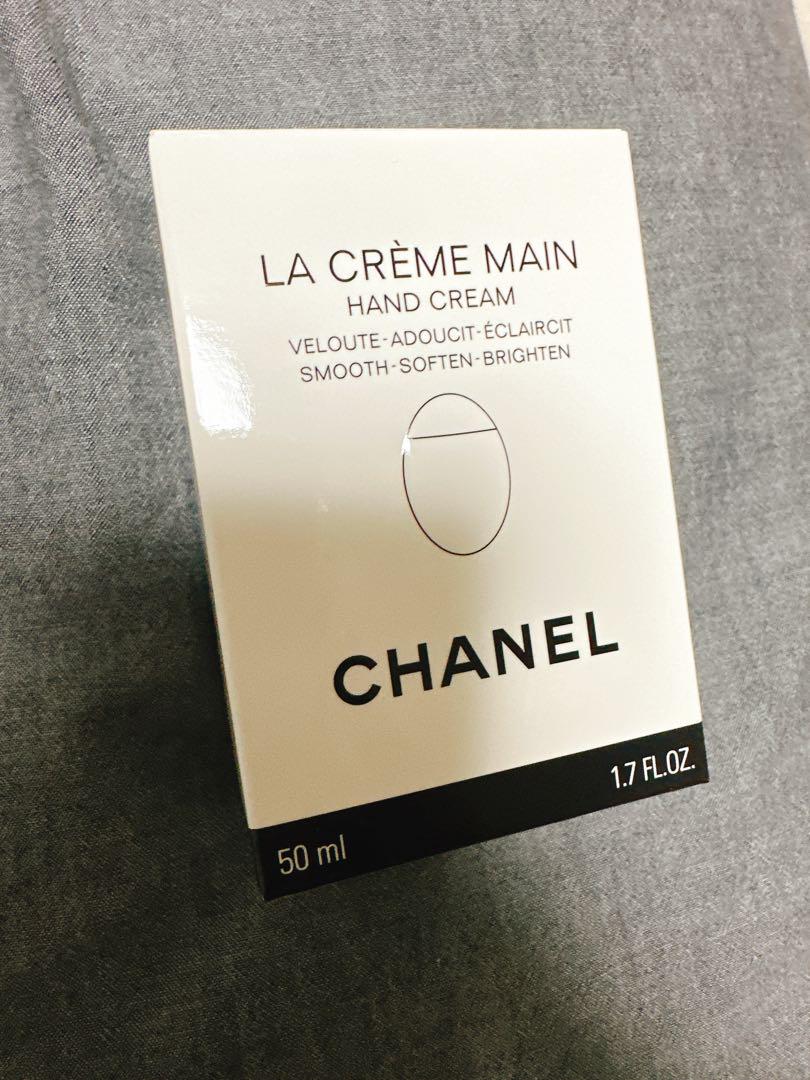 LA CRÈME MAIN
HAND CREAM
VELOUTE-ADOUCIT-ÉCLAIRCIT
SMOOTH-SOFTEN-BRIGHTEN
CHANEL
50 ml
1.7 FL.OZ.